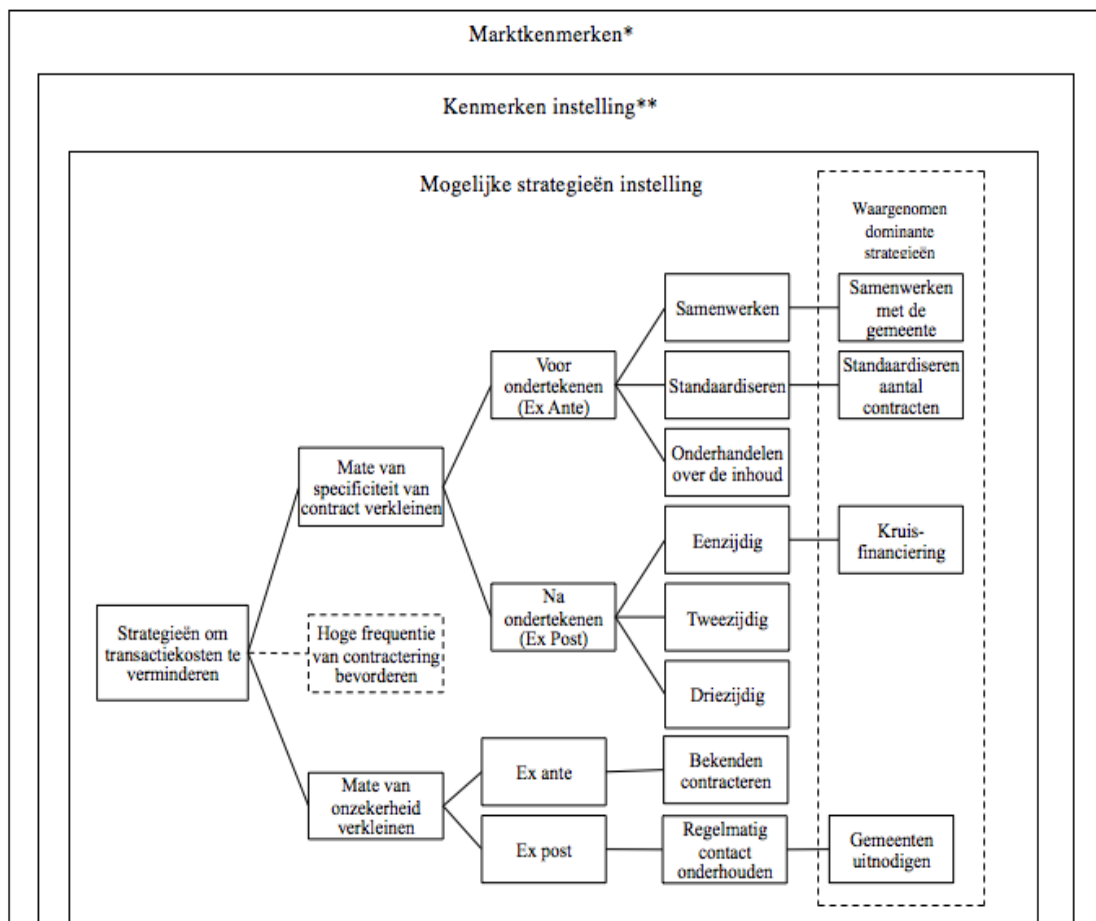 Marktkenmerken*
Kenmerken instelling**
Mogelijke strategieën instelling
Waargenomen
dominante
strategieën
Samenwerken
Samenwerken
met de
gemeente
Voor
ondertekenen
(Ex Ante)
Standaardiseren
Standaardiseren
aantal
contracten
Onderhandelen
over de inhoud
Mate van
specificiteit van
contract verkleinen
Eenzijdig
Kruis-
financiering
Na
ondertekenen
(Ex Post)
Tweezijdig
Driezijdig
Strategieën om
transactiekosten te
verminderen
Hoge frequentie
van contractering
bevorderen
Mate van
onzekerheid
verkleinen
Ex ante
Bekenden
contracteren
Ex post
Regelmatig
contact
onderhouden
Gemeenten
uitnodigen